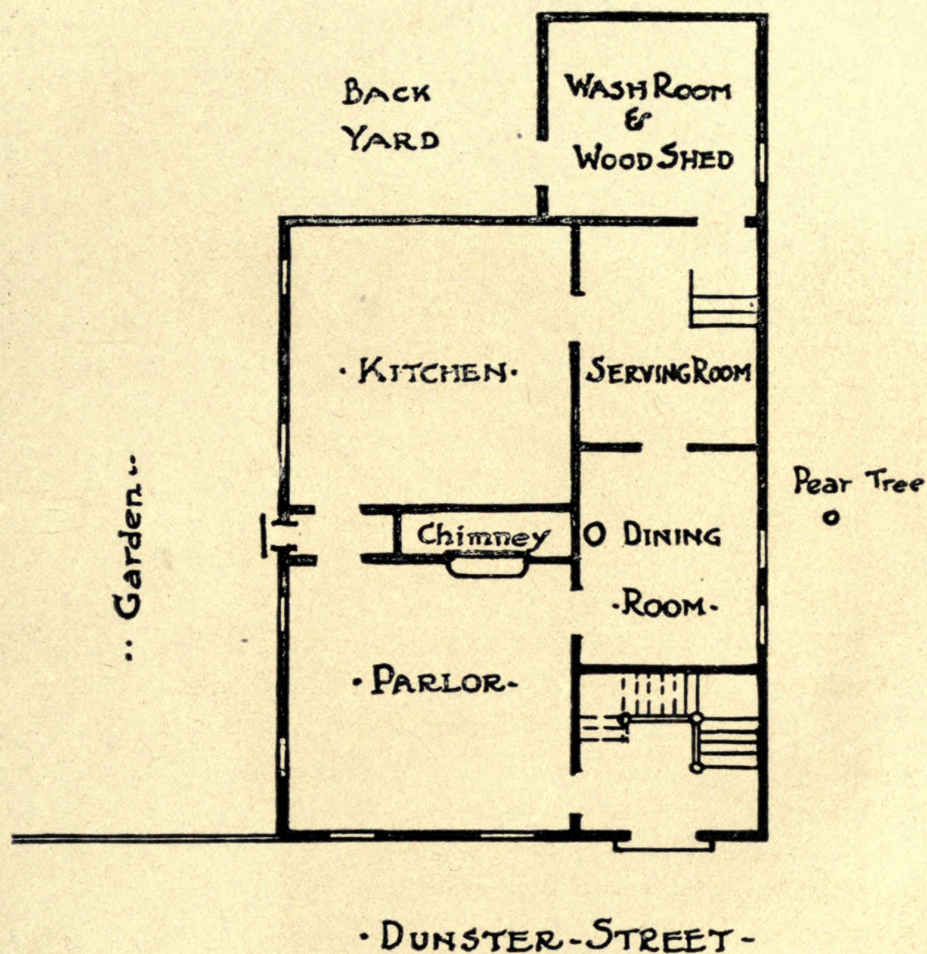 BACK
YARD
WASH ROOM
&
WOOD SHED
· KITCHEN ·
SERVING ROOM
Pear Tree
·· Garden ··
Chimney
DINING
· ROOM ·
· PARLOR -
· DUNSTER - STREET -